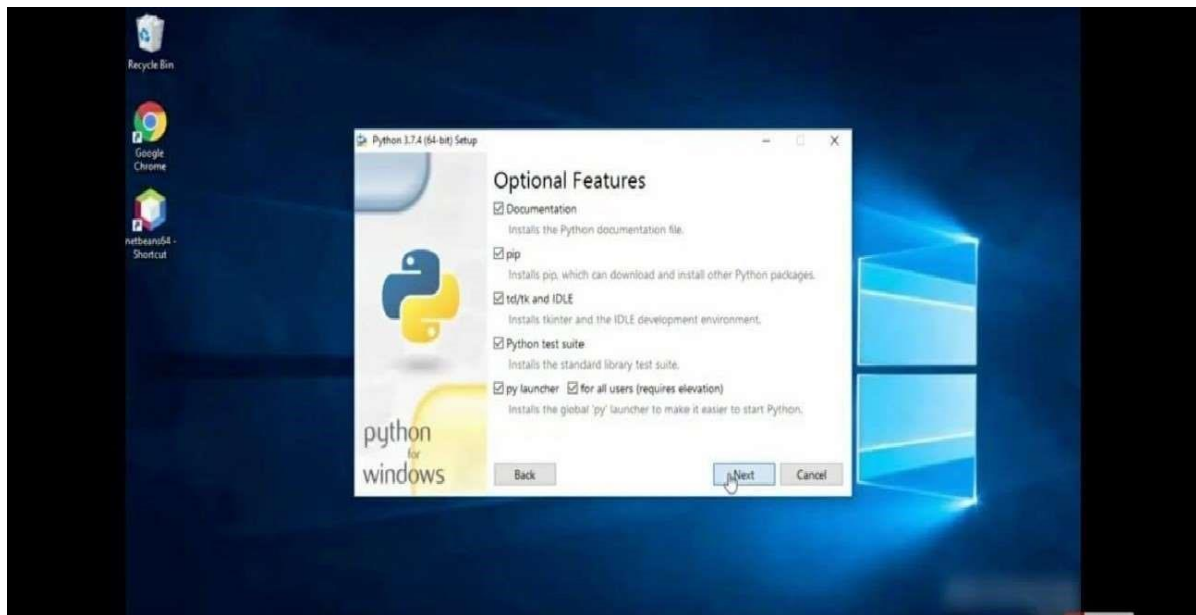 Recycle Bin
Google
Chrome
netbeans64 -
Shortcut
Python 3.7.4 (64-bit) Setup
Optional Features
Documentation
Installs the Python documentation file.
pip
Installs pip, which can download and install other Python packages.
tcl/tk and IDLE
Installs tkinter and the IDLE development environment.
Python test suite
Installs the standard library test suite.
py launcher for all users (requires elevation)
Installs the global 'py' launcher to make it easier to start Python.
python
for
windows
Back
Next
Cancel